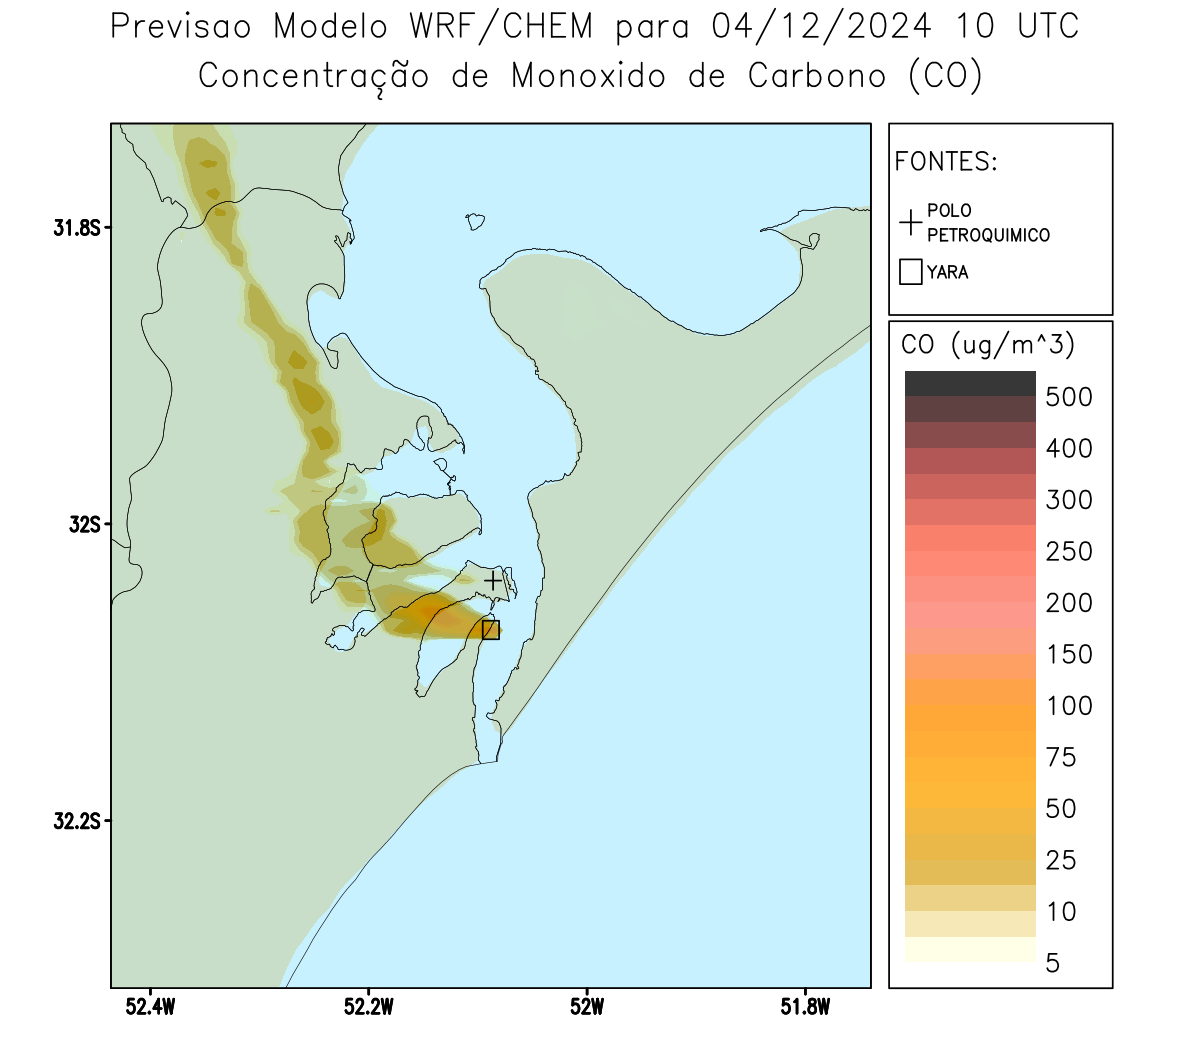 Previsao Modelo WRF/CHEM para 04/12/2024 10 UTC
Concentração de Monoxido de Carbono (CO)
FONTES:
POLO
PETROQUIMICO
YARA
CO (ug/m^3)
500
400
300
250
200
150
100
75
50
25
10
5
31.8S
32S
32.2S
52.4W
52.2W
52W
51.8W